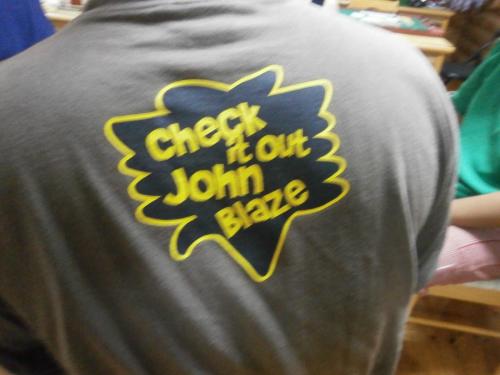 Check
it out
John
Blaze